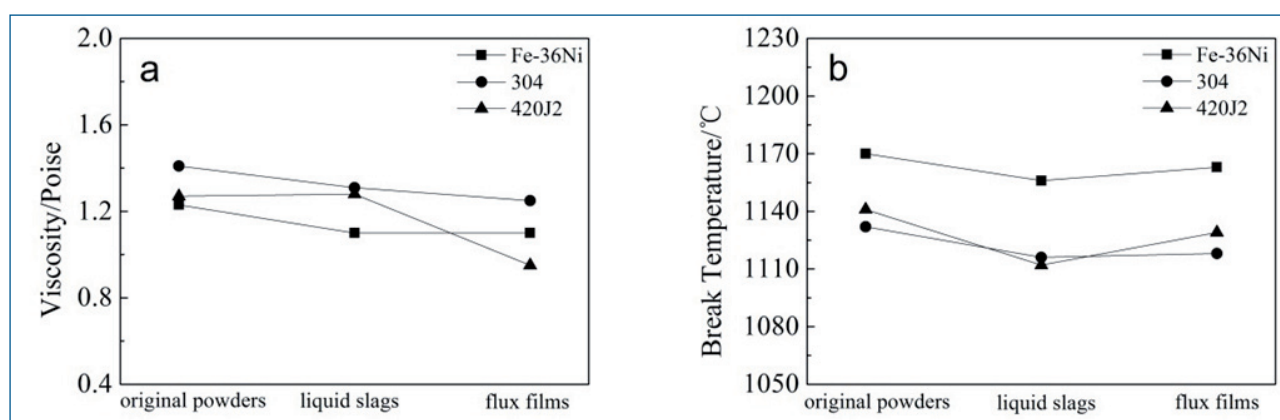 a
Viscosity/Poise
2.0
1.6
1.2
0.8
0.4
Fe-36Ni
304
420J2
original powders
liquid slags
flux films
b
Break Temperature/℃
1230
1200
1170
1140
1110
1080
1050
Fe-36Ni
304
420J2
original powders
liquid slags
flux films